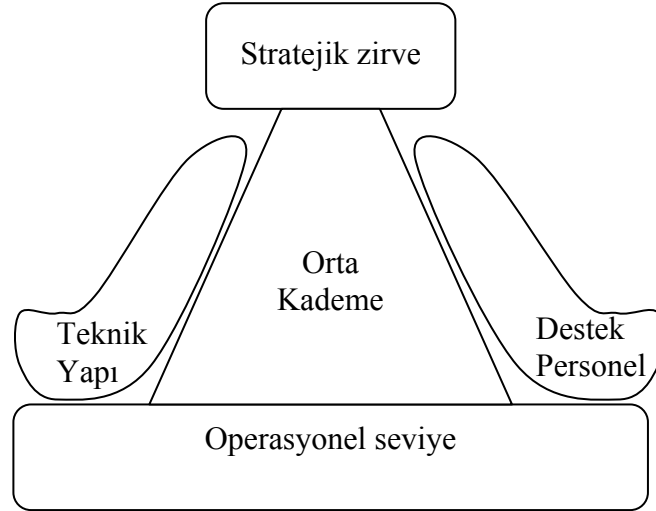 Stratejik zirve
Orta
Kademe
Teknik
Yapı
Destek
Personel
Operasyonel seviye